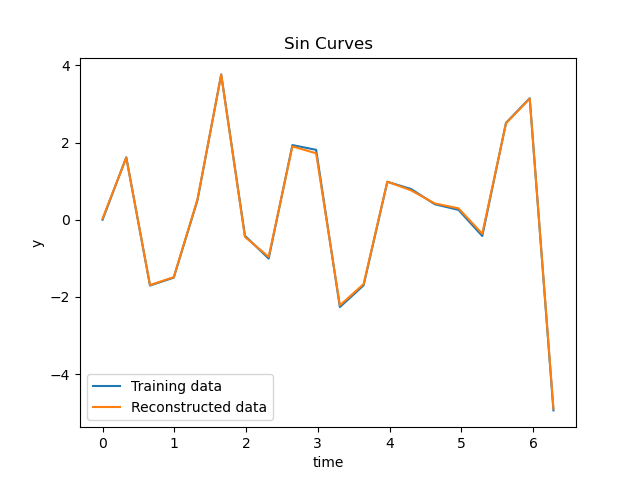 Sin Curves
4
2
0
−2
−4
y
Training data
Reconstructed data
0 1 2 3 4 5 6
time